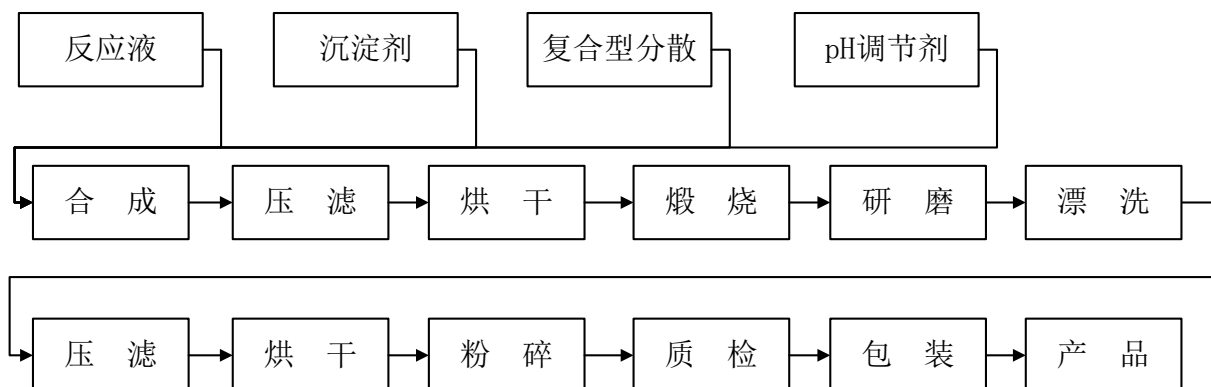 反应液 沉淀剂 复合型分散 pH调节剂
合 成 压 滤 烘 干 煅 烧 研 磨 漂 洗
压 滤 烘 干 粉 碎 质 检 包 装 产 品